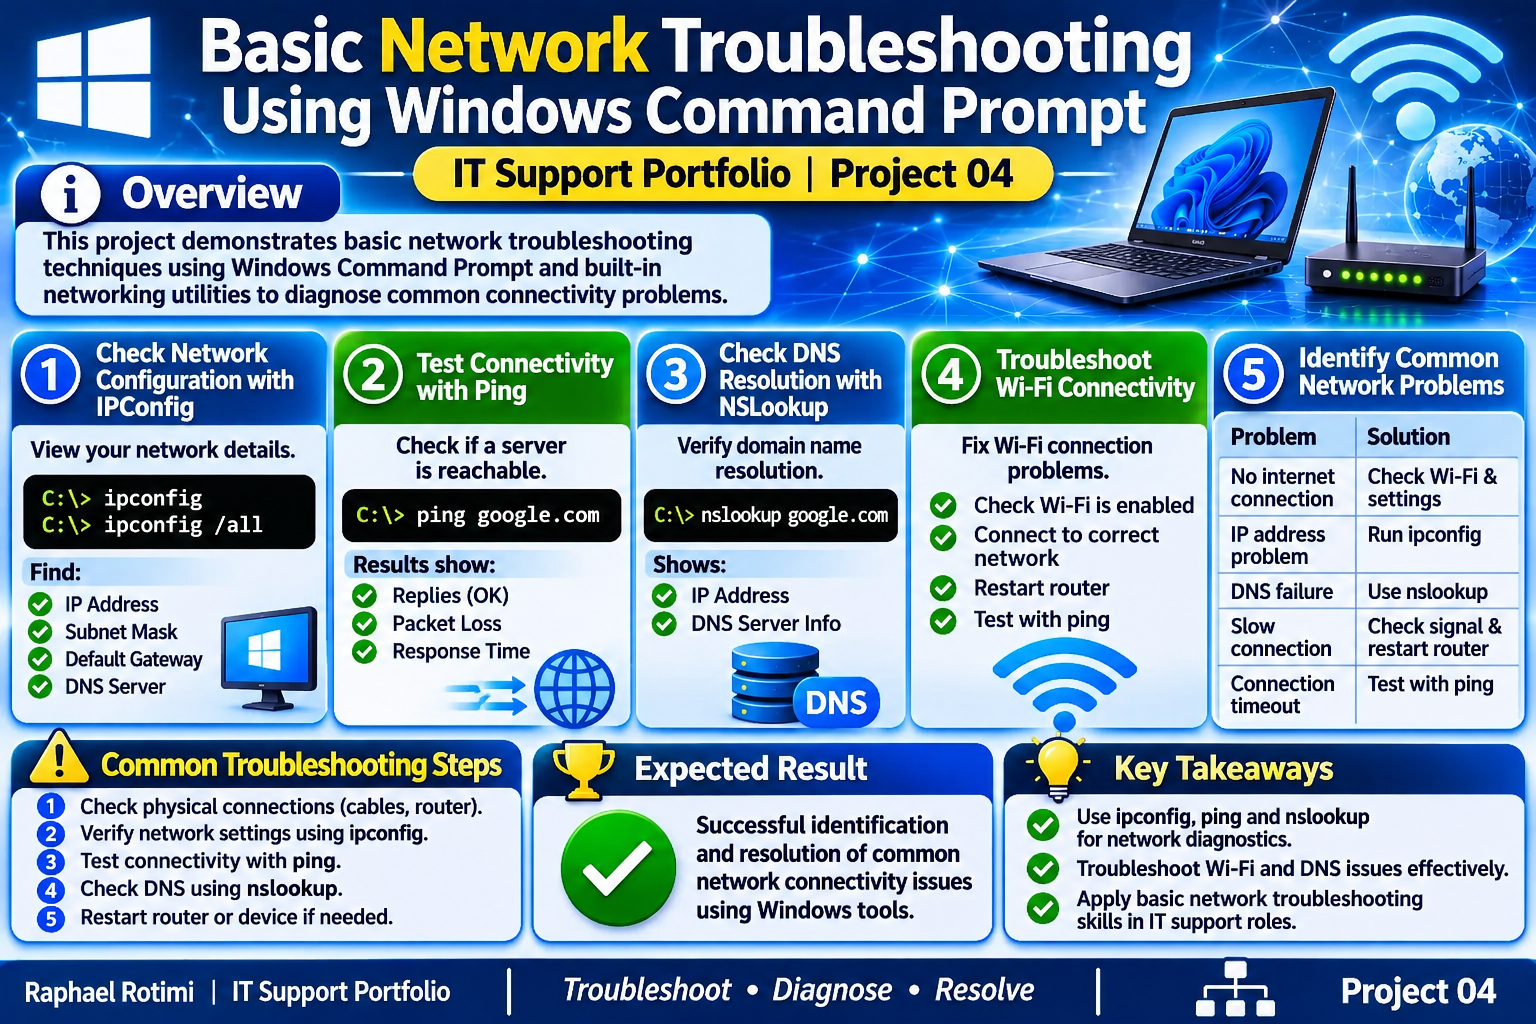 Basic Network Troubleshooting
Using Windows Command Prompt
IT Support Portfolio | Project 04
Overview
This project demonstrates basic network troubleshooting
techniques using Windows Command Prompt and built-in
networking utilities to diagnose common connectivity problems.
1
Check Network
Configuration with
IPConfig
View your network details.
C:\> ipconfig
C:\> ipconfig /all
Find:
IP Address
Subnet Mask
Default Gateway
DNS Server
2
Test Connectivity
with Ping
Check if a server
is reachable.
C:\> ping google.com
Results show:
Replies (OK)
Packet Loss
Response Time
3
Check DNS
Resolution with
NSLookup
Verify domain name
resolution.
C:\> nslookup google.com
Shows:
IP Address
DNS Server Info
DNS
4
Troubleshoot
Wi-Fi Connectivity
Fix Wi-Fi connection
problems.
Check Wi-Fi is enabled
Connect to correct
network
Restart router
Test with ping
5
Identify Common
Network Problems
Problem Solution
No internet connection Check Wi-Fi & settings
IP address problem Run ipconfig
DNS failure Use nslookup
Slow connection Check signal & restart router
Connection timeout Test with ping
Common Troubleshooting Steps
1 Check physical connections (cables, router).
2 Verify network settings using ipconfig.
3 Test connectivity with ping.
4 Check DNS using nslookup.
5 Restart router or device if needed.
Expected Result
Successful identification
and resolution of common
network connectivity issues
using Windows tools.
Key Takeaways
Use ipconfig, ping and nslookup
for network diagnostics.
Troubleshoot Wi-Fi and DNS issues effectively.
Apply basic network troubleshooting
skills in IT support roles.
Raphael Rotimi | IT Support Portfolio | Troubleshoot • Diagnose • Resolve | Project 04